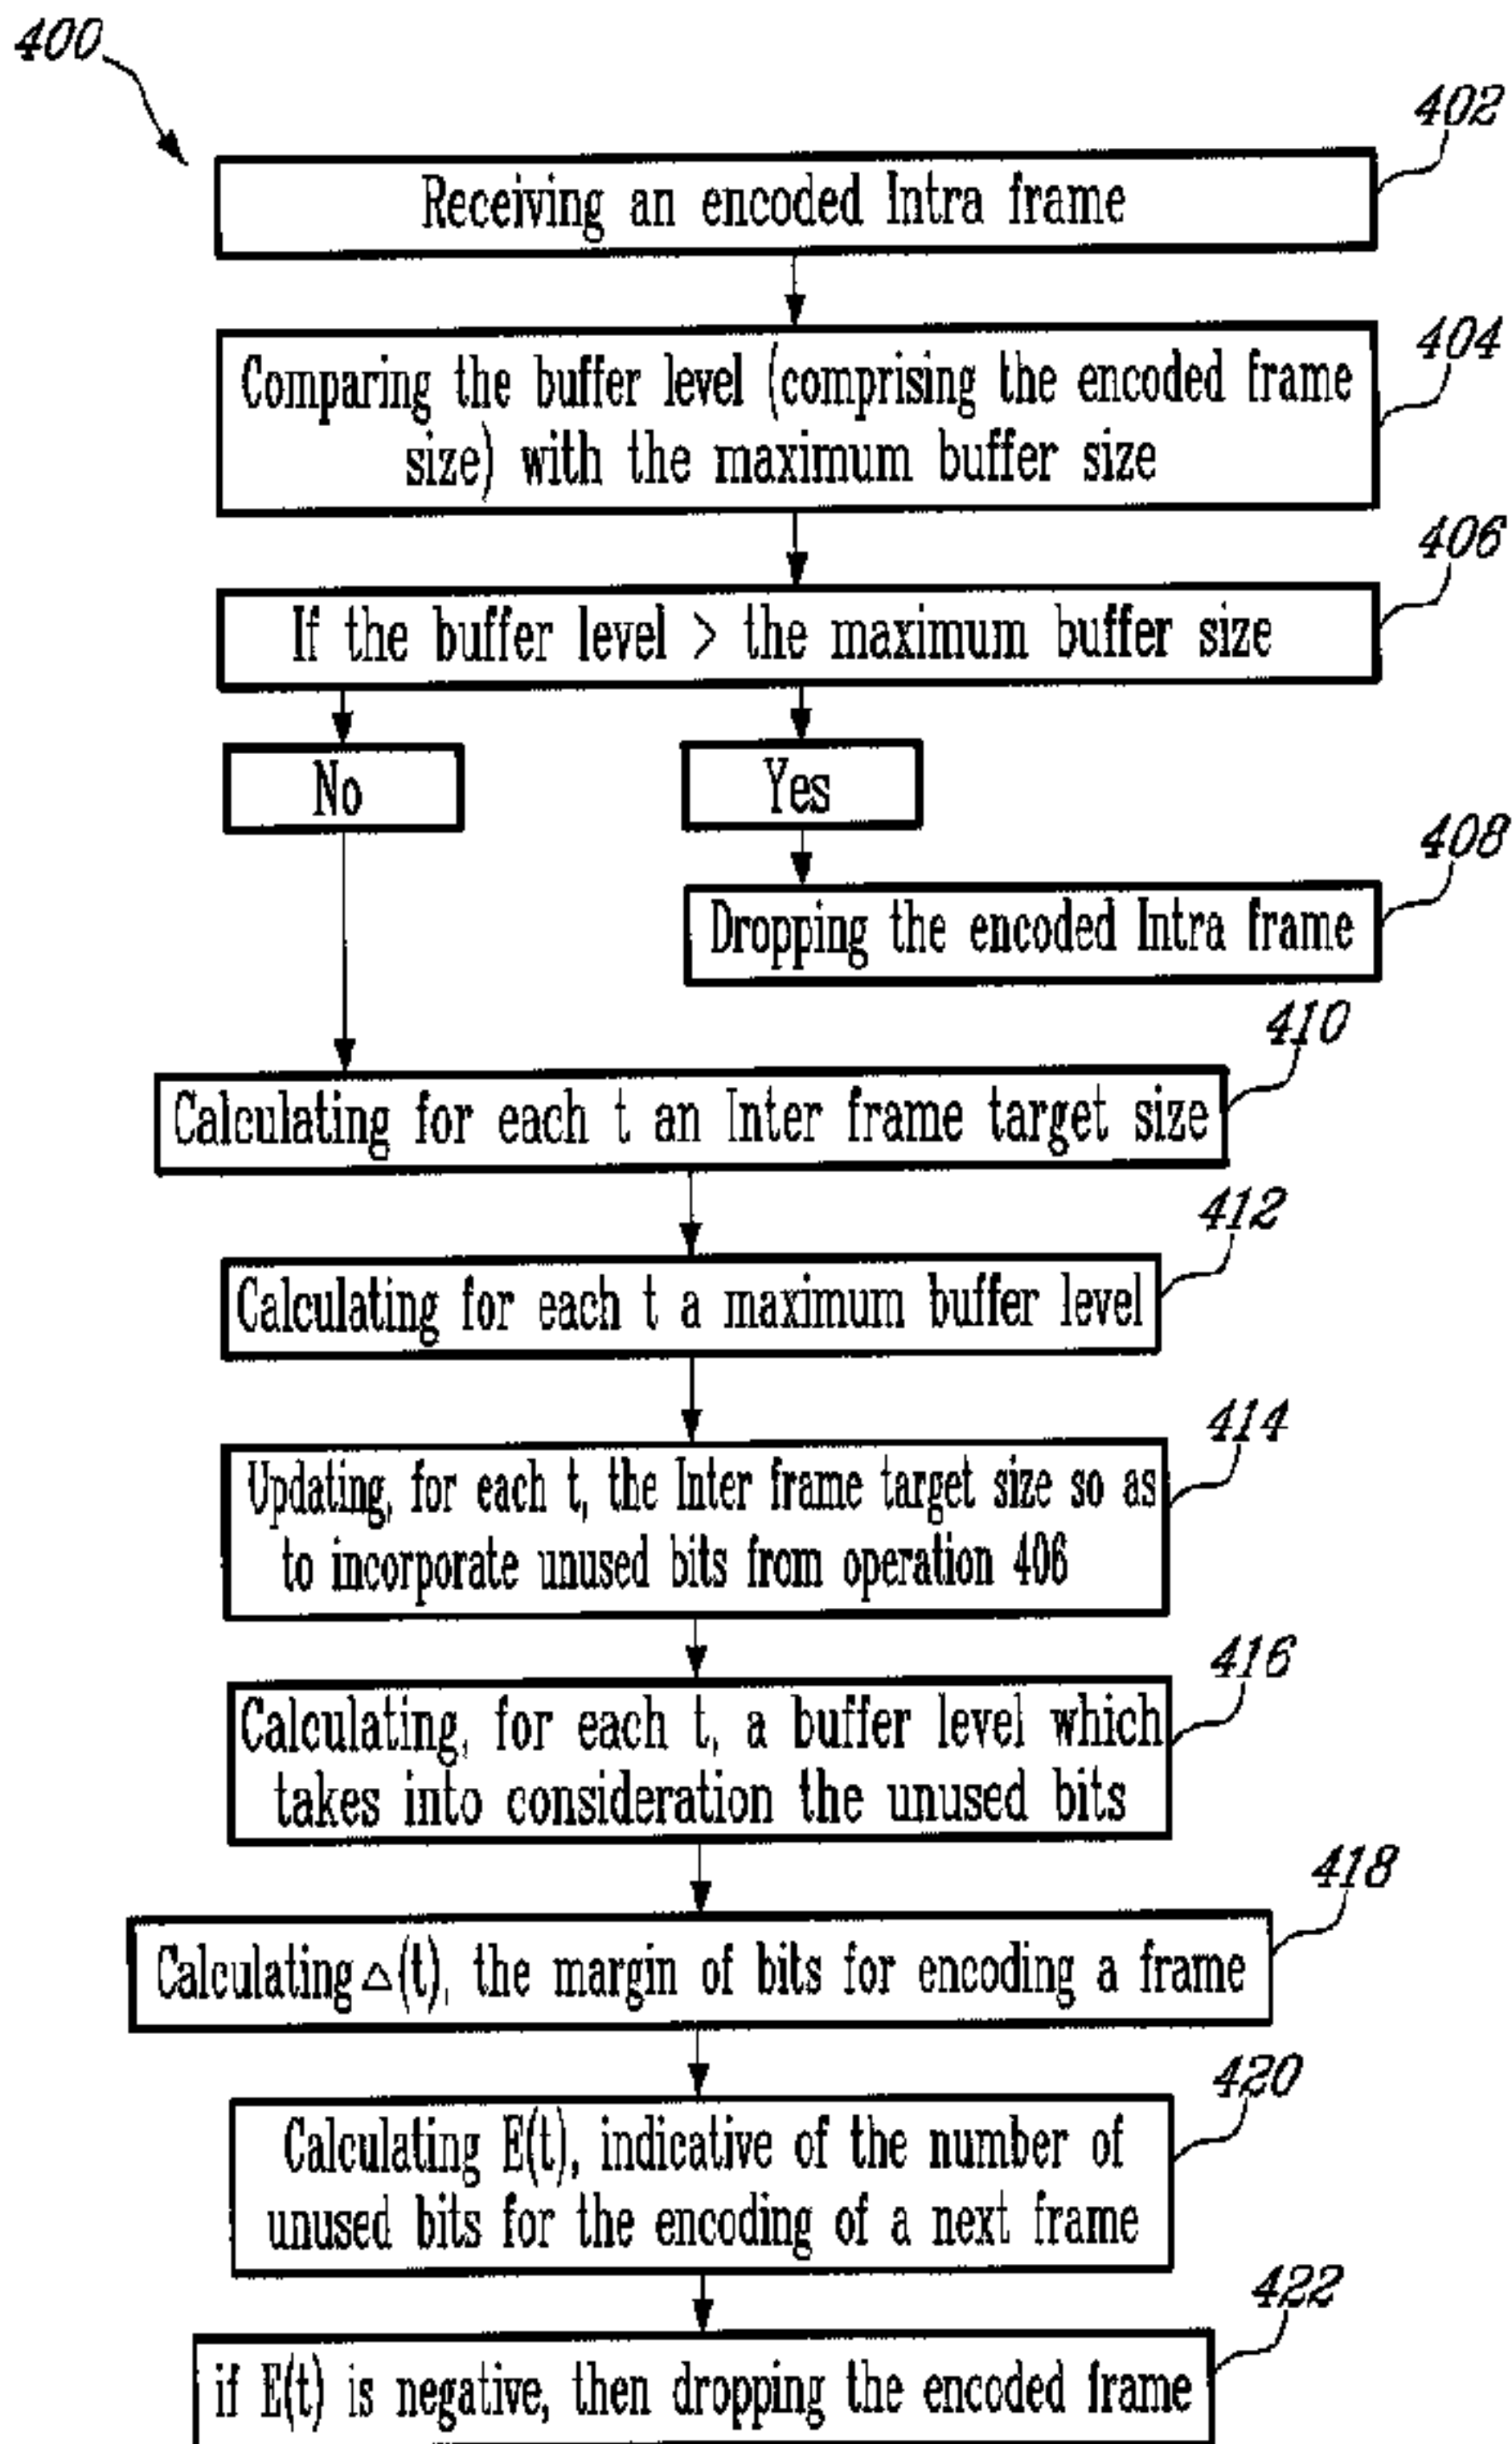 400
402
Receiving an encoded Intra frame
404
Comparing the buffer level (comprising the encoded frame
size) with the maximum buffer size
406
If the buffer level > the maximum buffer size
No
Yes
408
Dropping the encoded Intra frame
410
Calculating for each t an Inter frame target size
412
Calculating for each t a maximum buffer level
414
Updating, for each t, the Inter frame target size so as
to incorporate unused bits from operation 406
416
Calculating, for each t, a buffer level which
takes into consideration the unused bits
418
Calculating △(t), the margin of bits for encoding a frame
420
Calculating E(t), indicative of the number of
unused bits for the encoding of a next frame
422
if E(t) is negative, then dropping the encoded frame